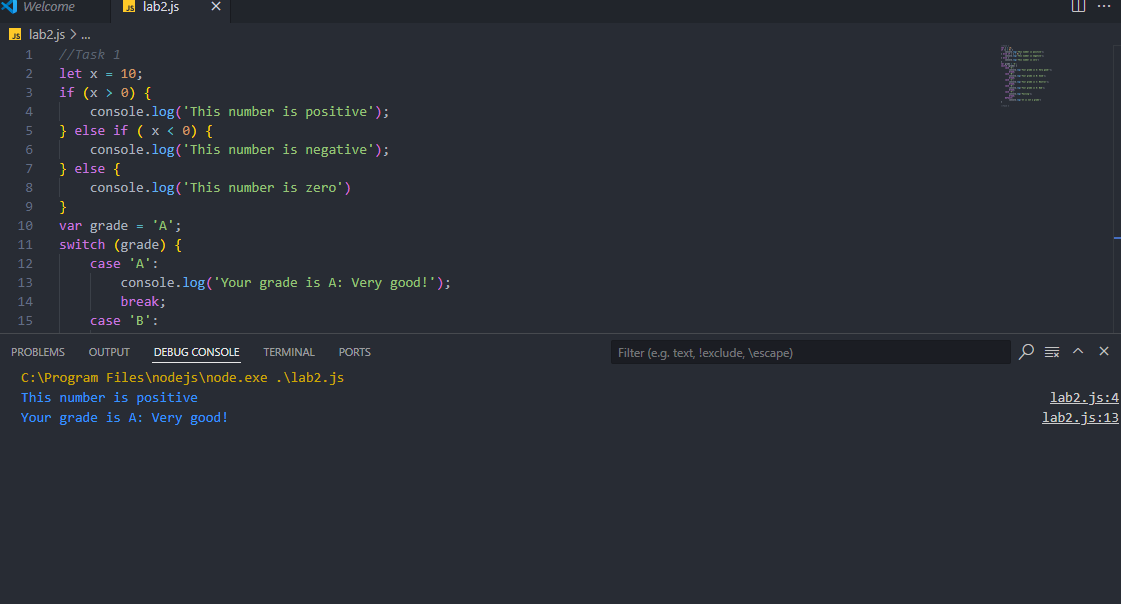 Welcome
JS lab2.js
JS lab2.js > ...
1 //Task 1
2 let x = 10;
3 if (x > 0) {
4 console.log('This number is positive');
5 } else if ( x < 0) {
6 console.log('This number is negative');
7 } else {
8 console.log('This number is zero')
9 }
10 var grade = 'A';
11 switch (grade) {
12 case 'A':
13 console.log('Your grade is A: Very good!');
14 break;
15 case 'B':
PROBLEMS OUTPUT DEBUG CONSOLE TERMINAL PORTS Filter (e.g. text, !exclude, \escape)
C:\Program Files\nodejs\node.exe .\lab2.js
This number is positive lab2.js:4
Your grade is A: Very good! lab2.js:13